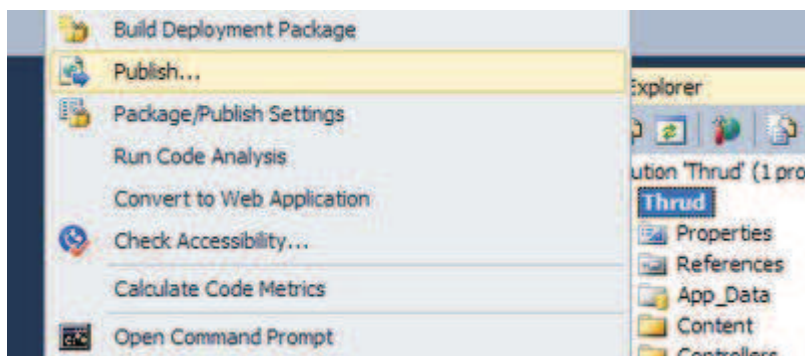 Build Deployment Package
Publish...
Package/Publish Settings
Run Code Analysis
Convert to Web Application
Check Accessibility...
Calculate Code Metrics
Open Command Prompt
Explorer
ution 'Thrud' (1 pro
Thrud
Properties
References
App_Data
Content
Controllers